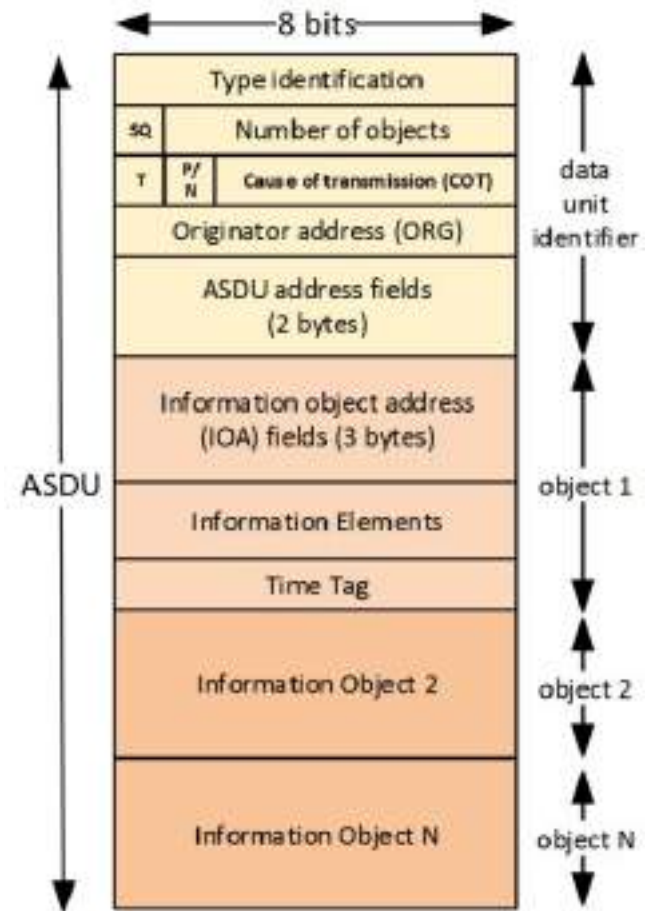 8 bits
Type identification
SQ
Number of objects
T
P/
N
Cause of transmission (COT)
Originator address (ORG)
ASDU address fields
(2 bytes)
data
unit
identifier
Information object address
(IOA) fields (3 bytes)
Information Elements
Time Tag
object 1
ASDU
Information Object 2
object 2
Information Object N
object N